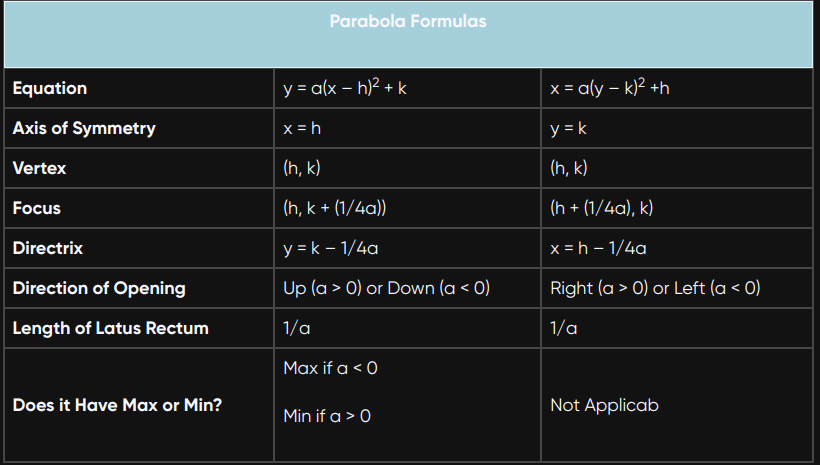 Parabola Formulas
Equation y = a(x – h)² + k x = a(y – k)² +h
Axis of Symmetry x = h y = k
Vertex (h, k) (h, k)
Focus (h, k + (1/4a)) (h + (1/4a), k)
Directrix y = k – 1/4a x = h – 1/4a
Direction of Opening Up (a > 0) or Down (a < 0) Right (a > 0) or Left (a < 0)
Length of Latus Rectum 1/a 1/a
Does it Have Max or Min? Max if a < 0
Min if a > 0
Not Applicab